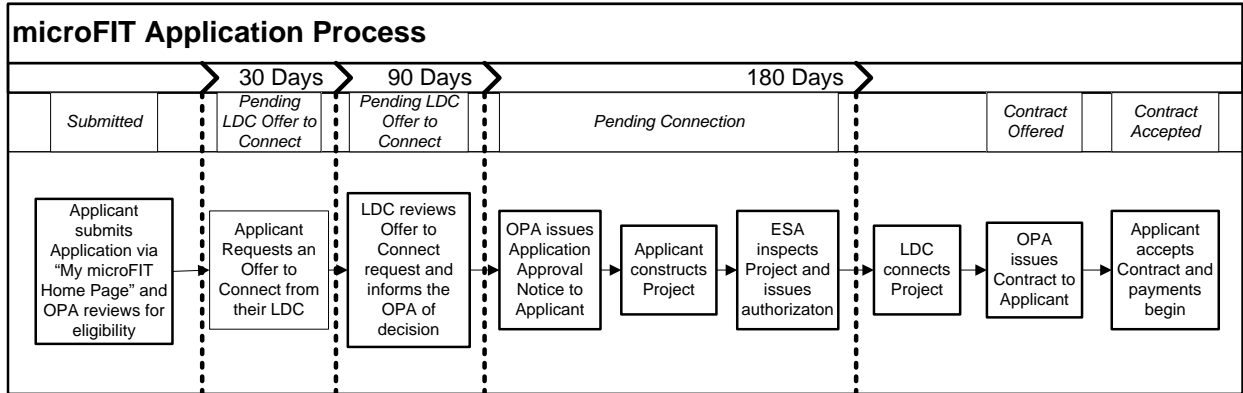 microFIT Application Process
30 Days
90 Days
180 Days
Submitted
Pending
LDC Offer to
Connect
Pending LDC
Offer to
Connect
Pending Connection
Contract
Offered
Contract
Accepted
Applicant
submits
Application via
“My microFIT
Home Page” and
OPA reviews for
eligibility
Applicant
Requests an
Offer to
Connect from
their LDC
LDC reviews
Offer to
Connect
request and
informs the
OPA of
decision
OPA issues
Application
Approval
Notice to
Applicant
Applicant
constructs
Project
ESA
inspects
Project and
issues
authorizaton
LDC
connects
Project
OPA
issues
Contract to
Applicant
Applicant
accepts
Contract and
payments
begin